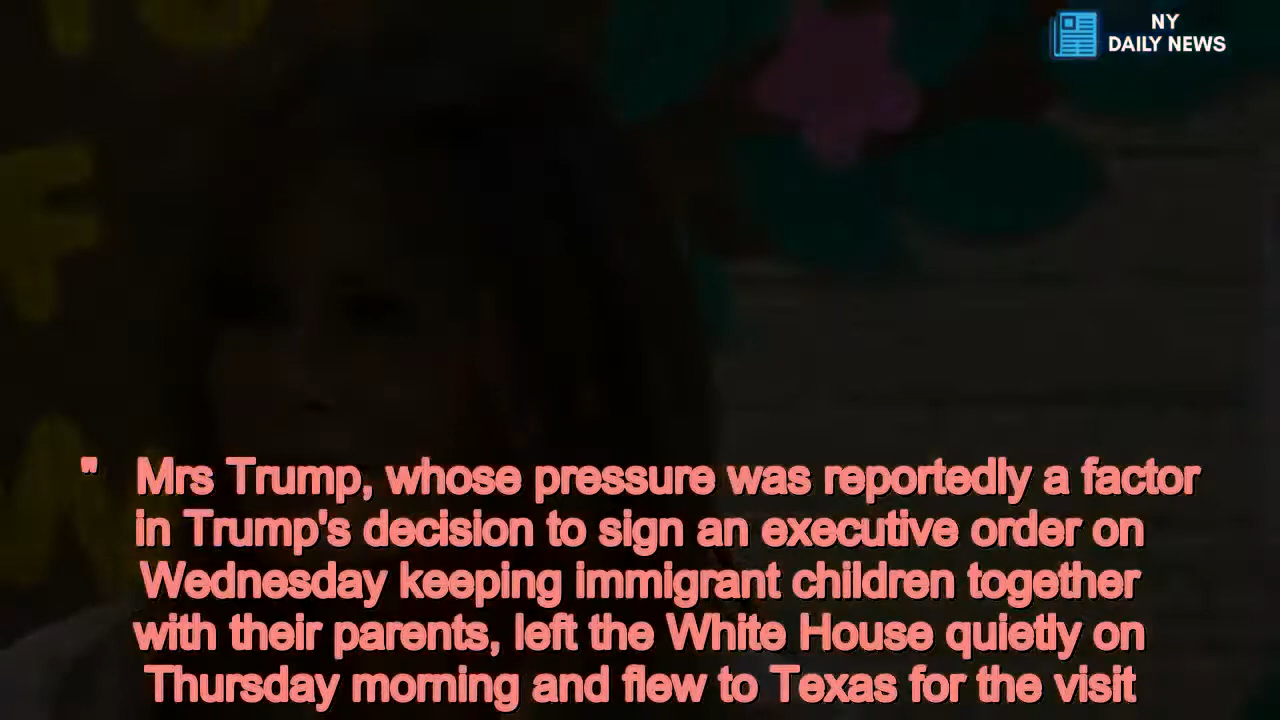 NY
DAILY NEWS
" Mrs Trump, whose pressure was reportedly a factor
in Trump's decision to sign an executive order on
Wednesday keeping immigrant children together
with their parents, left the White House quietly on
Thursday morning and flew to Texas for the visit